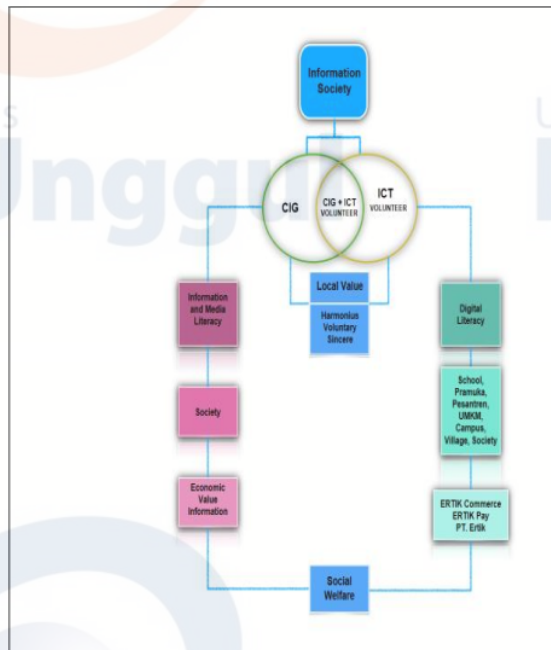 Information
Society
CIG
CIG + ICT
VOLUNTEER
ICT
VOLUNTEER
Local Value
Harmonius
Voluntary
Sincere
Information
and Media
Literacy
Society
Economic
Value
Information
Digital
Literacy
School,
Pramuka,
Pesantren,
UMKM,
Campus,
Village, Society
ERTIK Commerce
ERTIK Pay
PT. Ertik
Social
Welfare
Unggul